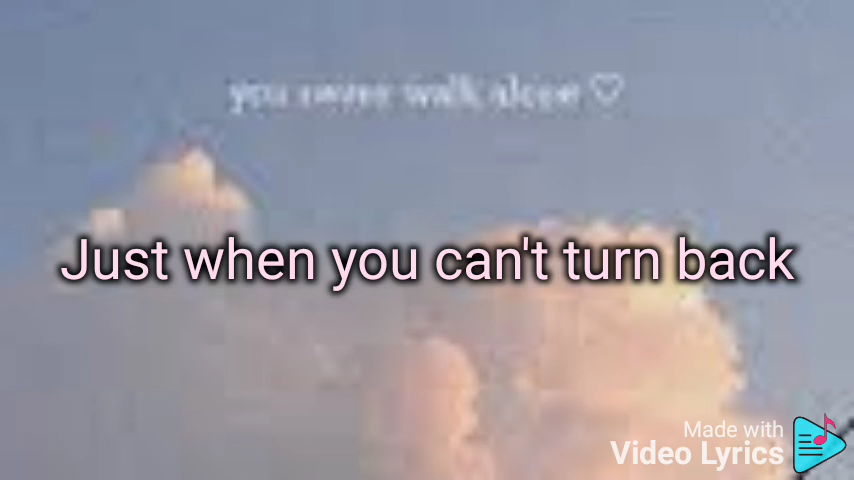 you never walk alone ♡
Just when you can't turn back
Made with
Video Lyrics